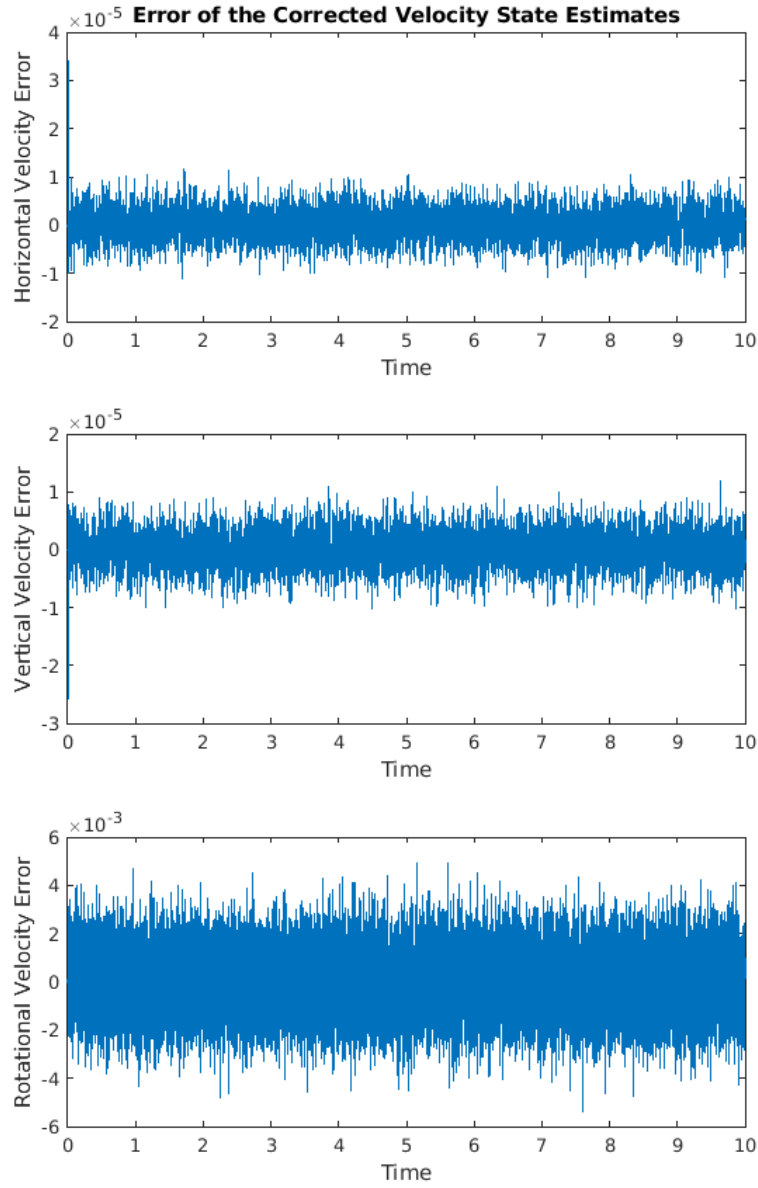 ×10⁻⁵ Error of the Corrected Velocity State Estimates
4
3
2
1
0
-1
-2
Horizontal Velocity Error
0 1 2 3 4 5 6 7 8 9 10
Time
×10⁻⁵
2
1
0
-1
-2
-3
Vertical Velocity Error
0 1 2 3 4 5 6 7 8 9 10
Time
×10⁻³
6
4
2
0
-2
-4
-6
Rotational Velocity Error
0 1 2 3 4 5 6 7 8 9 10
Time